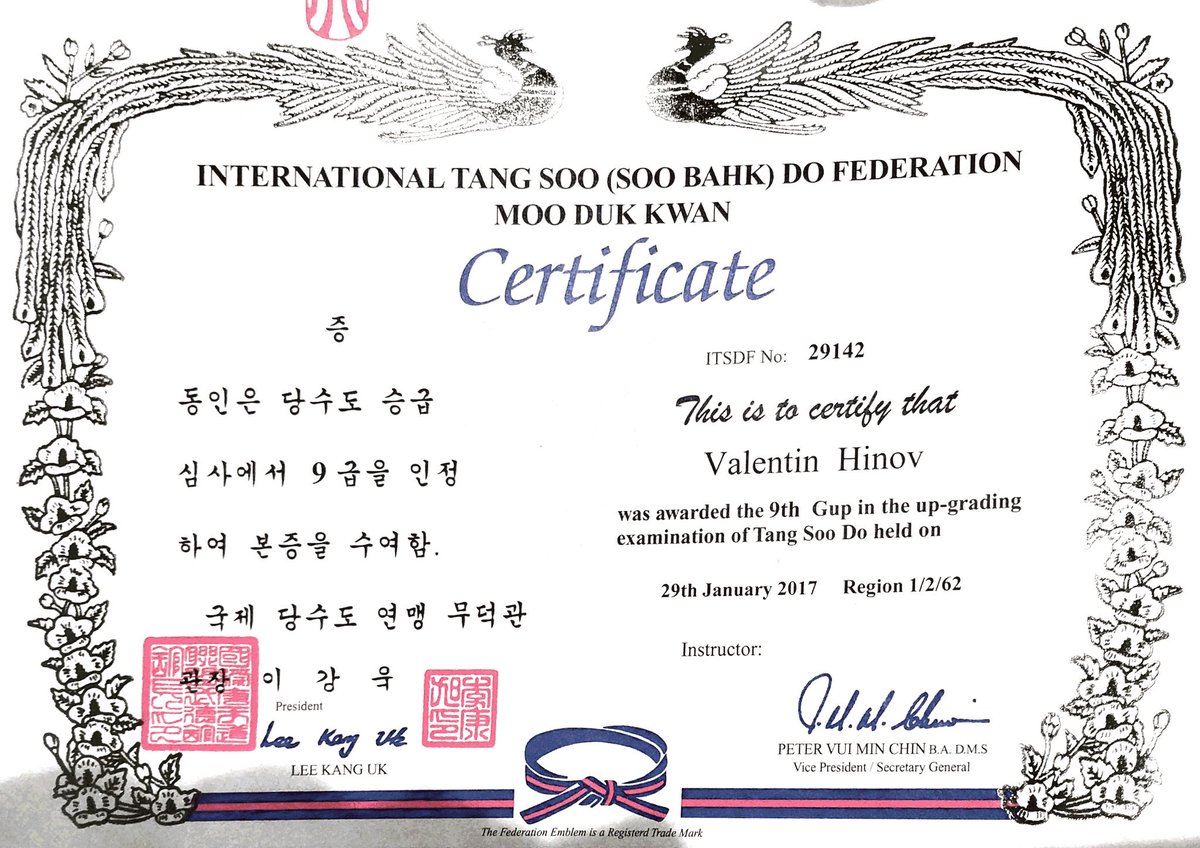 INTERNATIONAL TANG SOO (SOO BAHK) DO FEDERATION
MOO DUK KWAN
Certificate
증
동인은 당수도 승급
심사에서 9 급을 인정
하여 본증을 수여함.
국제 당수도 연맹 무덕관
관장 이 강 욱
President
Lee Kang Uk
LEE KANG UK
ITSDF No: 29142
This is to certify that
Valentin Hinov
was awarded the 9th Gup in the up-grading
examination of Tang Soo Do held on
29th January 2017 Region 1/2/62
Instructor:
PETER VUI MIN CHIN B.A. D.M.S
Vice President / Secretary General
The Federation Emblem is a Registerd Trade Mark